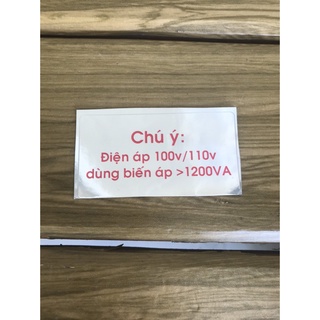 Chú ý:
Điện áp 100v/110v
dùng biến áp >1200VA